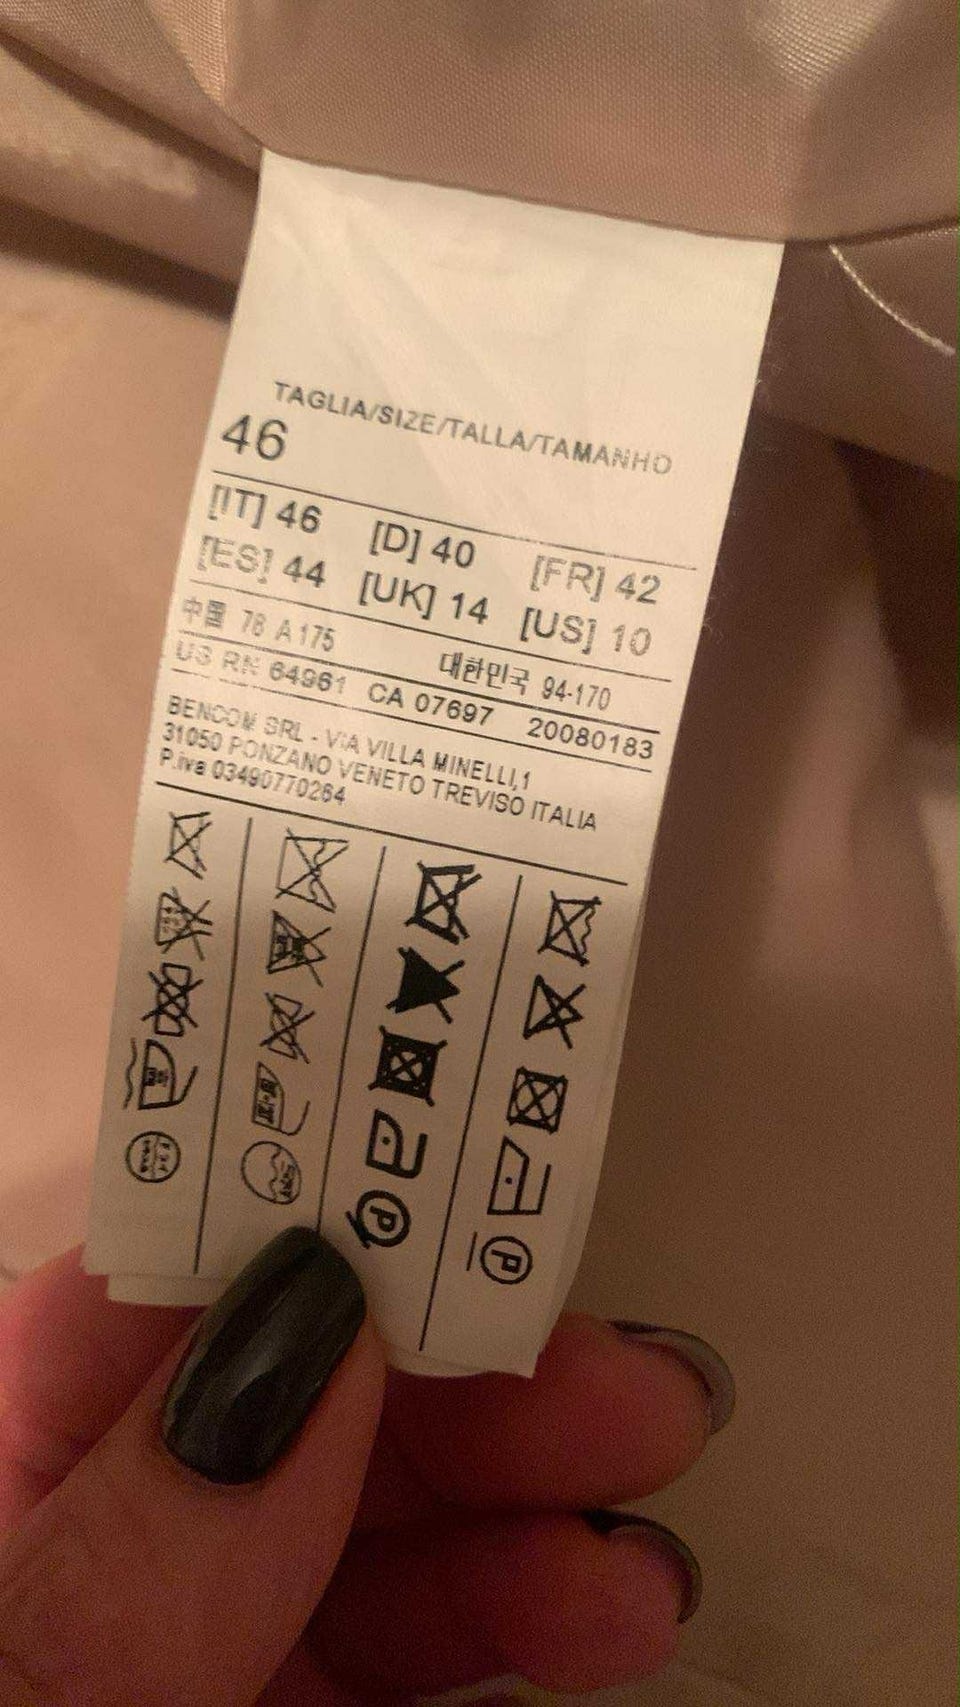 TAGLIA/SIZE/TALLA/TAMANHO
46
[IT] 46 [D] 40 [FR] 42
[ES] 44 [UK] 14 [US] 10
中国 78 A 175 대한민국 94-170
US RN 64961 CA 07697 20080183
BENCOM SRL - VIA VILLA MINELLI,1
31050 PONZANO VENETO TREVISO ITALIA
P.iva 03490770264
P P